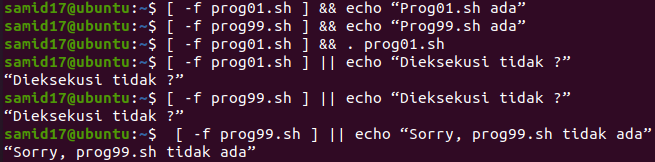 samid17@ubuntu:~$ [ -f prog01.sh ] && echo “Prog01.sh ada”
samid17@ubuntu:~$ [ -f prog99.sh ] && echo “Prog99.sh ada”
samid17@ubuntu:~$ [ -f prog01.sh ] && . prog01.sh
samid17@ubuntu:~$ [ -f prog01.sh ] || echo “Dieksekusi tidak ?”
“Dieksekusi tidak ?”
samid17@ubuntu:~$ [ -f prog99.sh ] || echo “Dieksekusi tidak ?”
“Dieksekusi tidak ?”
samid17@ubuntu:~$  [ -f prog99.sh ] || echo “Sorry, prog99.sh tidak ada”
“Sorry, prog99.sh tidak ada”